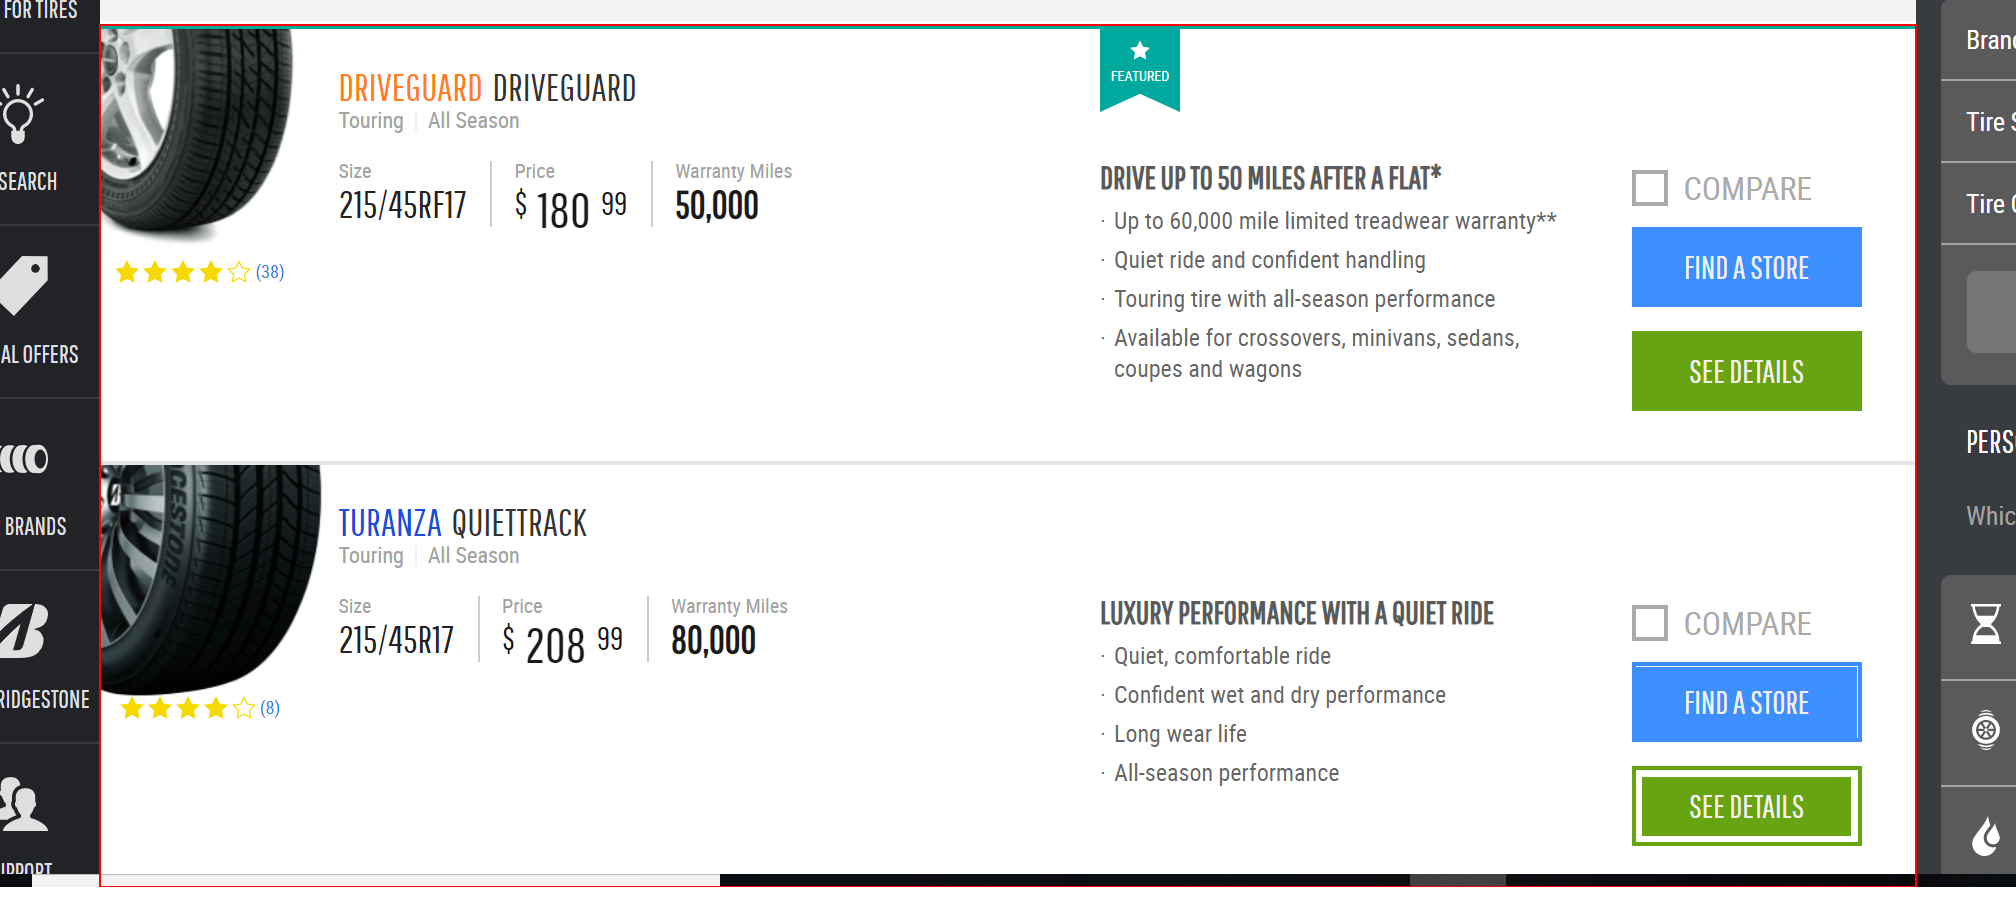 FOR TIRES
SEARCH
AL OFFERS
BRANDS
RIDGESTONE
UPPORT
FEATURED
DRIVEGUARD DRIVEGUARD
Touring | All Season
Size Price Warranty Miles
215/45RF17 $ 180 99 50,000
(38)
DRIVE UP TO 50 MILES AFTER A FLAT*
· Up to 60,000 mile limited treadwear warranty**
· Quiet ride and confident handling
· Touring tire with all-season performance
· Available for crossovers, minivans, sedans,
coupes and wagons
COMPARE
FIND A STORE
SEE DETAILS
TURANZA QUIETTRACK
Touring | All Season
Size Price Warranty Miles
215/45R17 $ 208 99 80,000
(8)
LUXURY PERFORMANCE WITH A QUIET RIDE
· Quiet, comfortable ride
· Confident wet and dry performance
· Long wear life
· All-season performance
COMPARE
FIND A STORE
SEE DETAILS
Bran
Tire
Tire
PERS
Whic